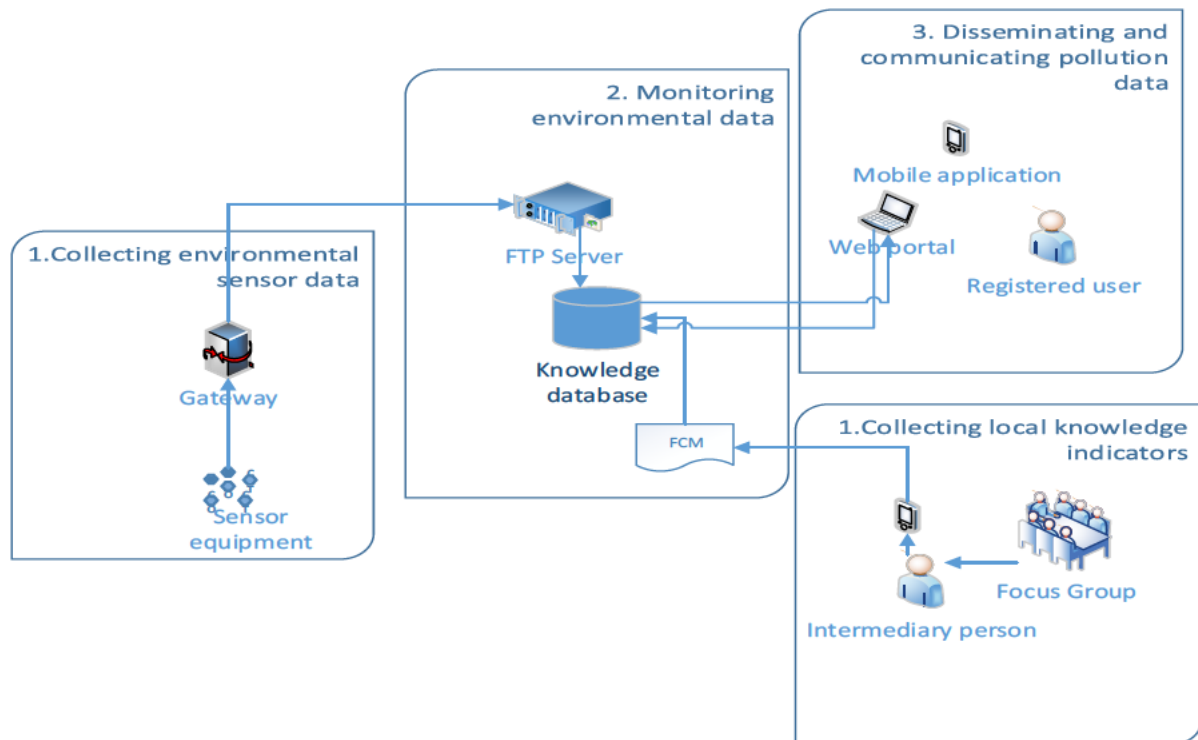 1.Collecting environmental
sensor data
Gateway
Sensor
equipment
2. Monitoring
environmental data
FTP Server
Knowledge
database
FCM
3. Disseminating and
communicating pollution
data
Mobile application
Web portal
Registered user
1.Collecting local knowledge
indicators
Focus Group
Intermediary person